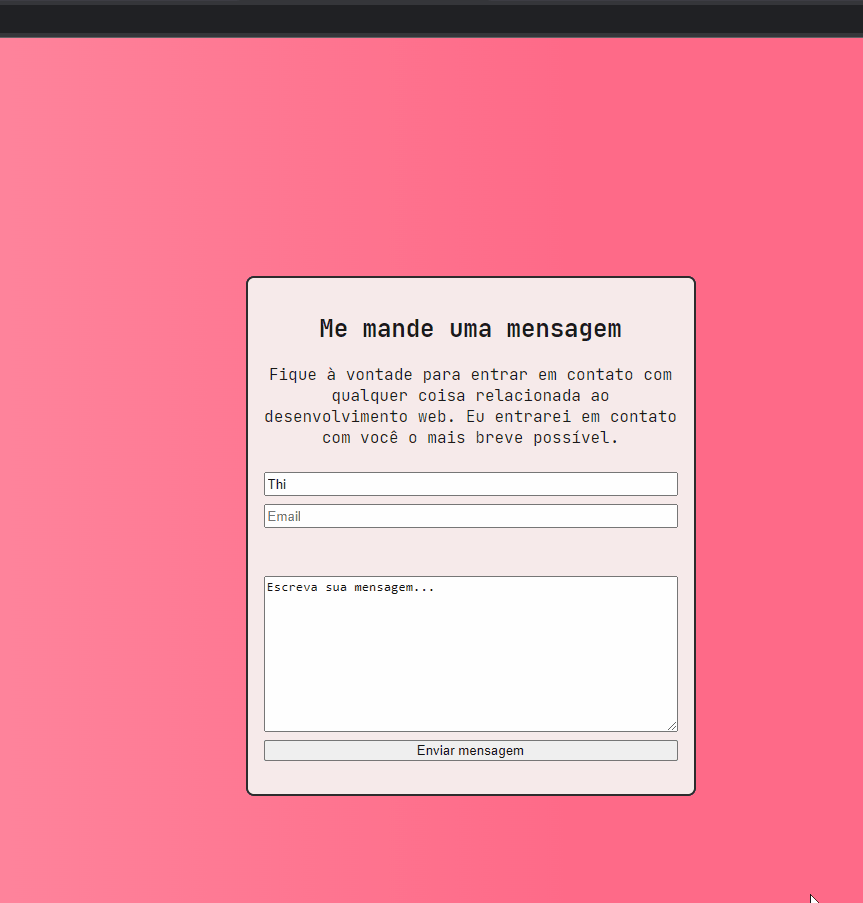 Me mande uma mensagem
Fique à vontade para entrar em contato com
qualquer coisa relacionada ao
desenvolvimento web. Eu entrarei em contato
com você o mais breve possível.
Thi
Email
Escreva sua mensagem...
Enviar mensagem